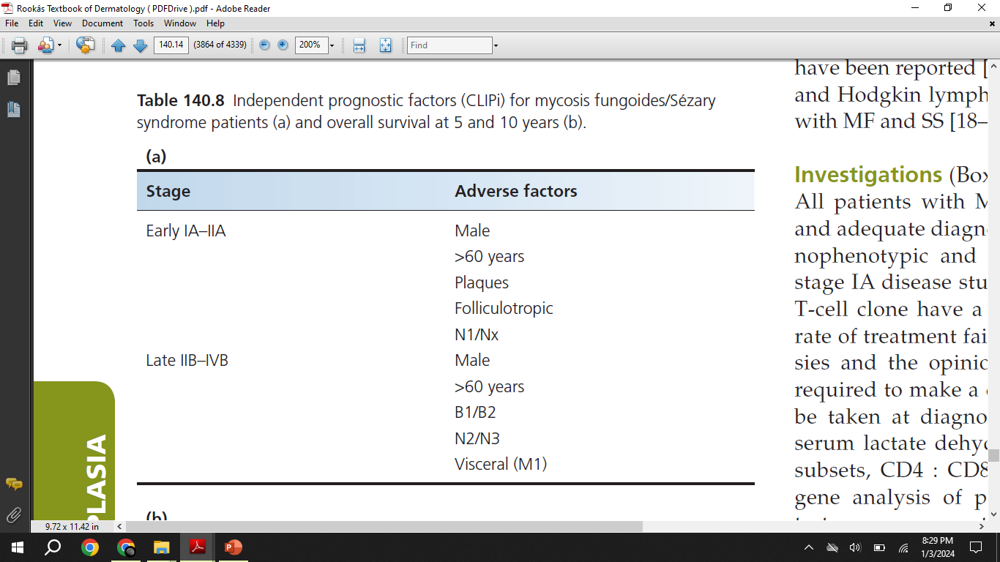 Rookâs Textbook of Dermatology ( PDFDrive ).pdf - Adobe Reader
File Edit View Document Tools Window Help
140.14 (3864 of 4339) 200% Find
Table 140.8 Independent prognostic factors (CLIPi) for mycosis fungoides/Sézary
syndrome patients (a) and overall survival at 5 and 10 years (b).
(a)
Stage Adverse factors
Early IA–IIA Male
>60 years
Plaques
Folliculotropic
N1/Nx
Late IIB–IVB Male
>60 years
B1/B2
N2/N3
Visceral (M1)
(b)
PLASIA
have been reported [
and Hodgkin lymph
with MF and SS [18–
Investigations (Box
All patients with M
and adequate diagn
nophenotypic and
stage IA disease stu
T-cell clone have a
rate of treatment fai
sies and the opinio
required to make a
be taken at diagno
serum lactate dehyd
subsets, CD4 : CD8
gene analysis of p
9.72 x 11.42 in
8:29 PM
1/3/2024